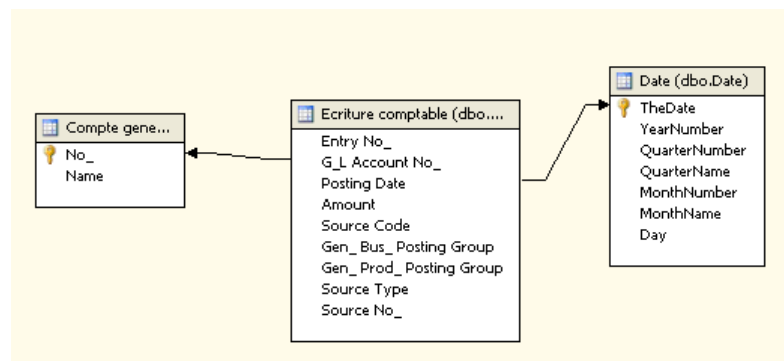 Compte gene...
No_
Name
Ecriture comptable (dbo....
Entry No_
G_L Account No_
Posting Date
Amount
Source Code
Gen_ Bus_ Posting Group
Gen_ Prod_ Posting Group
Source Type
Source No_
Date (dbo.Date)
TheDate
YearNumber
QuarterNumber
QuarterName
MonthNumber
MonthName
Day